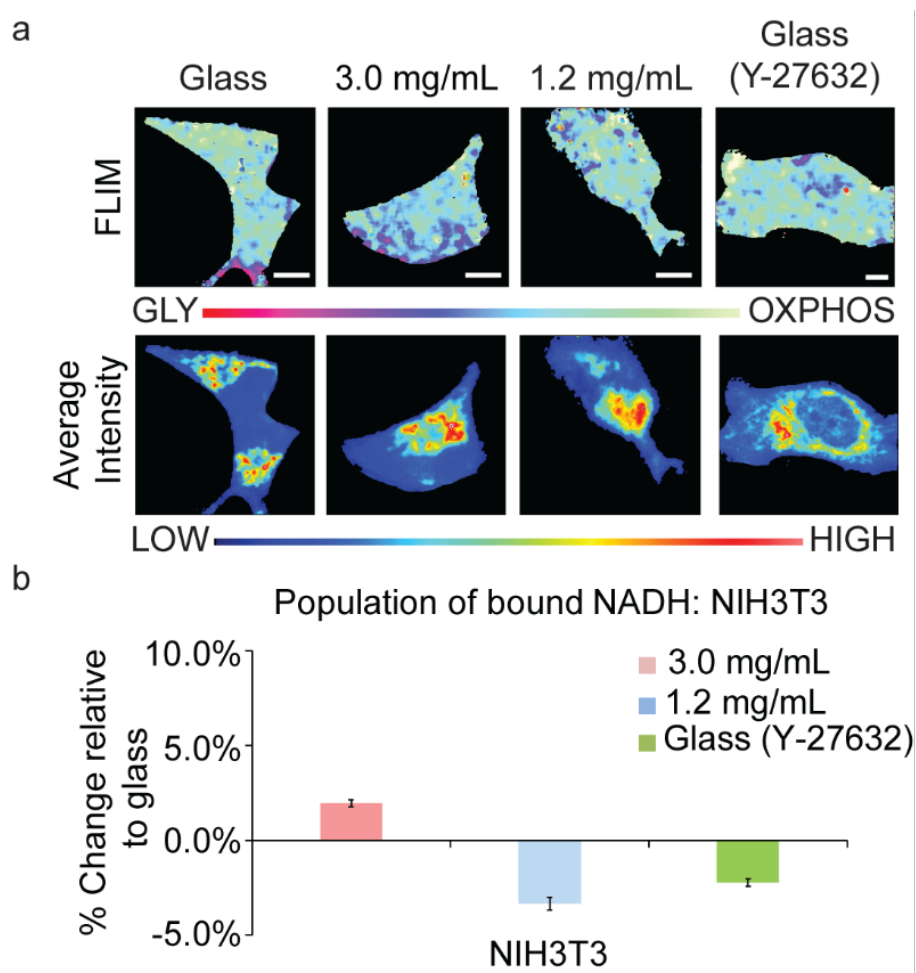 a
Glass
3.0 mg/mL
1.2 mg/mL
Glass
(Y-27632)
FLIM
GLY
OXPHOS
Average
Intensity
LOW
HIGH
b
Population of bound NADH: NIH3T3
% Change relative
to glass
10.0%
5.0%
0.0%
-5.0%
3.0 mg/mL
1.2 mg/mL
Glass (Y-27632)
NIH3T3